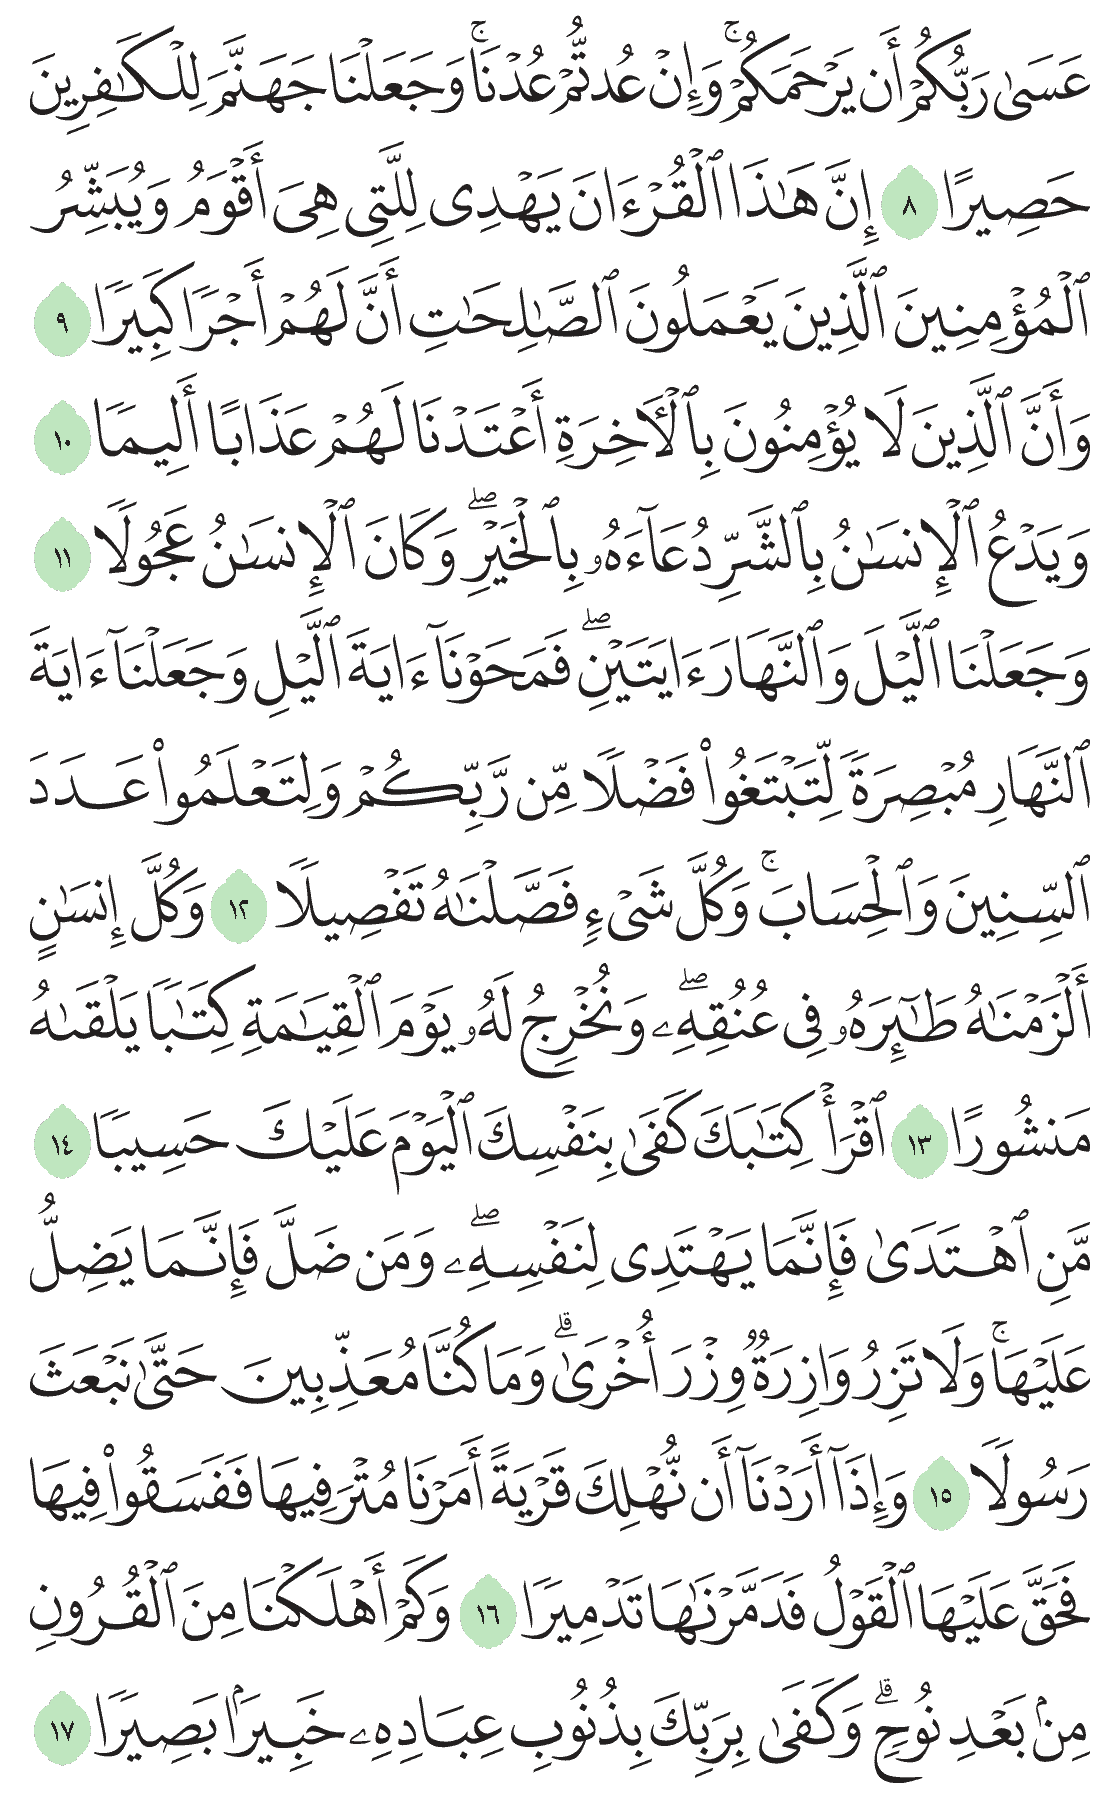 عَسَىٰ رَبُّكُمْ أَن يَرْحَمَكُمْ ۚ وَإِنْ عُدتُّمْ عُدْنَا ۚ وَجَعَلْنَا جَهَنَّمَ لِلْكَـٰفِرِينَ
حَصِيرًا ٨ إِنَّ هَـٰذَا ٱلْقُرْءَانَ يَهْدِى لِلَّتِى هِىَ أَقْوَمُ وَيُبَشِّرُ
ٱلْمُؤْمِنِينَ ٱلَّذِينَ يَعْمَلُونَ ٱلصَّـٰلِحَـٰتِ أَنَّ لَهُمْ أَجْرًا كَبِيرًا ٩
وَأَنَّ ٱلَّذِينَ لَا يُؤْمِنُونَ بِٱلْـَٔاخِرَةِ أَعْتَدْنَا لَهُمْ عَذَابًا أَلِيمًا ١٠
وَيَدْعُ ٱلْإِنسَـٰنُ بِٱلشَّرِّ دُعَآءَهُۥ بِٱلْخَيْرِ ۖ وَكَانَ ٱلْإِنسَـٰنُ عَجُولًا ١١
وَجَعَلْنَا ٱلَّيْلَ وَٱلنَّهَارَ ءَايَتَيْنِ ۖ فَمَحَوْنَآ ءَايَةَ ٱلَّيْلِ وَجَعَلْنَآ ءَايَةَ
ٱلنَّهَارِ مُبْصِرَةً لِّتَبْتَغُوا۟ فَضْلًا مِّن رَّبِّكُمْ وَلِتَعْلَمُوا۟ عَدَدَ
ٱلسِّنِينَ وَٱلْحِسَابَ ۚ وَكُلَّ شَىْءٍ فَصَّلْنَـٰهُ تَفْصِيلًا ١٢ وَكُلَّ إِنسَـٰنٍ
أَلْزَمْنَـٰهُ طَـٰٓئِرَهُۥ فِى عُنُقِهِۦ ۖ وَنُخْرِجُ لَهُۥ يَوْمَ ٱلْقِيَـٰمَةِ كِتَـٰبًا يَلْقَىٰهُ
مَنشُورًا ١٣ ٱقْرَأْ كِتَـٰبَكَ كَفَىٰ بِنَفْسِكَ ٱلْيَوْمَ عَلَيْكَ حَسِيبًا ١٤
مَّنِ ٱهْتَدَىٰ فَإِنَّمَا يَهْتَدِى لِنَفْسِهِۦ ۖ وَمَن ضَلَّ فَإِنَّمَا يَضِلُّ
عَلَيْهَا ۚ وَلَا تَزِرُ وَازِرَةٌ وِزْرَ أُخْرَىٰ ۗ وَمَا كُنَّا مُعَذِّبِينَ حَتَّىٰ نَبْعَثَ
رَسُولًا ١٥ وَإِذَآ أَرَدْنَآ أَن نُّهْلِكَ قَرْيَةً أَمَرْنَا مُتْرَفِيهَا فَفَسَقُوا۟ فِيهَا
فَحَقَّ عَلَيْهَا ٱلْقَوْلُ فَدَمَّرْنَـٰهَا تَدْمِيرًا ١٦ وَكَمْ أَهْلَكْنَا مِنَ ٱلْقُرُونِ
مِنۢ بَعْدِ نُوحٍ ۗ وَكَفَىٰ بِرَبِّكَ بِذُنُوبِ عِبَادِهِۦ خَبِيرًۢا بَصِيرًا ١٧